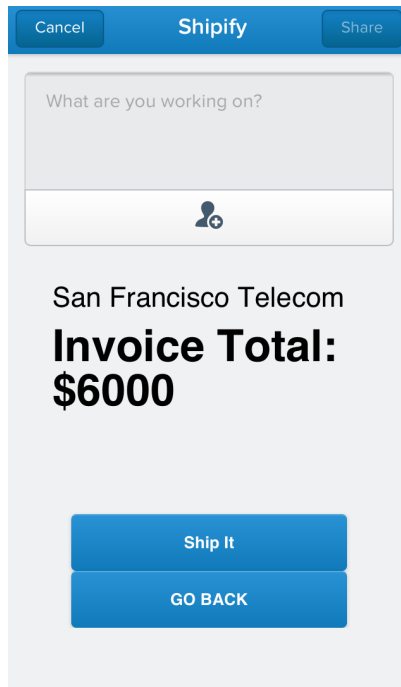 Cancel Shipify Share
What are you working on?
San Francisco Telecom
Invoice Total:
$6000
Ship It
GO BACK